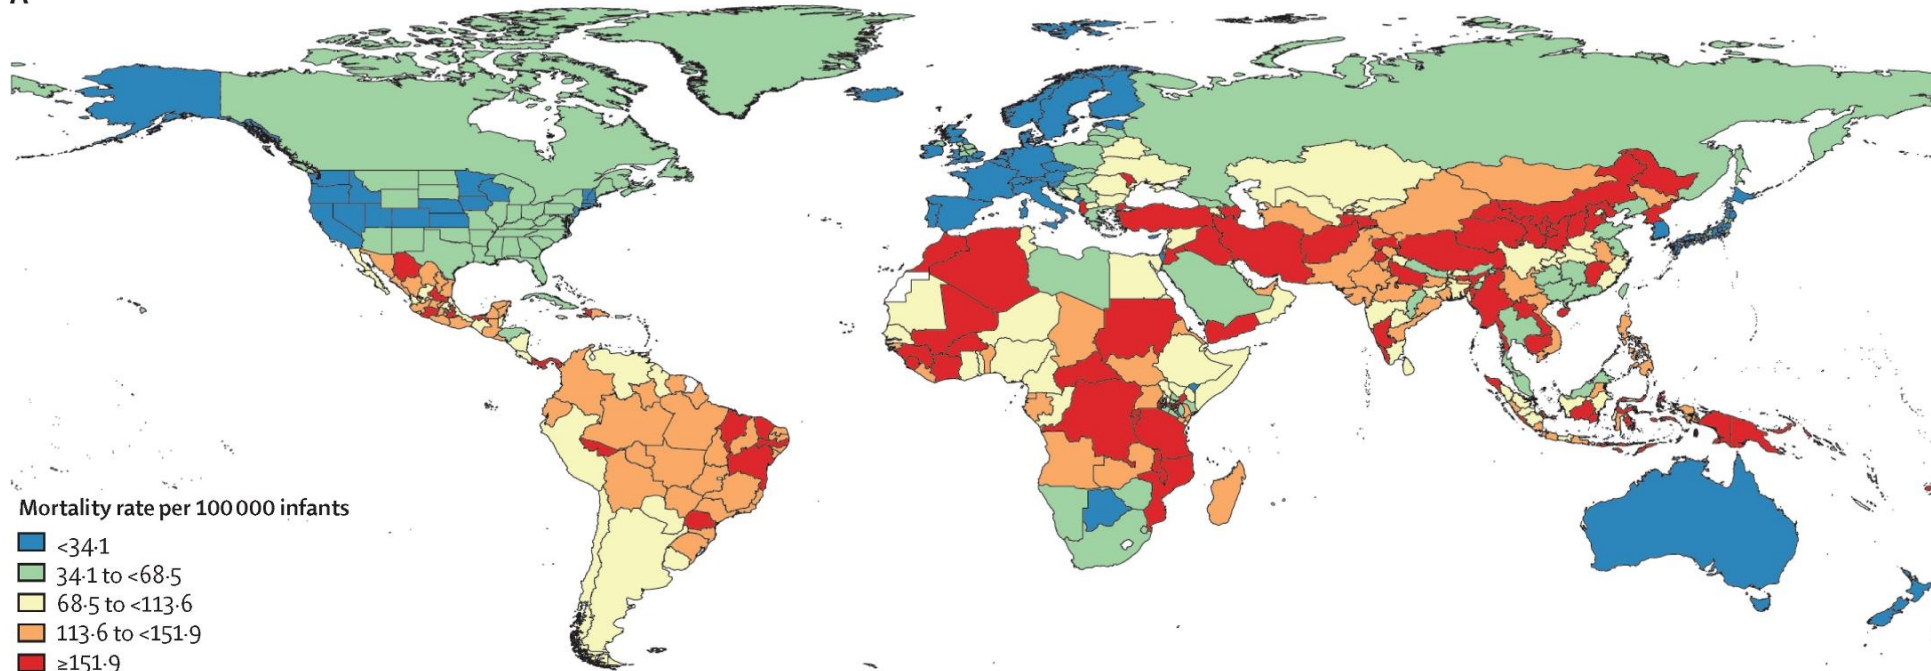 A
Mortality rate per 100 000 infants
<34·1
34·1 to <68·5
68·5 to <113·6
113·6 to <151·9
≥151·9